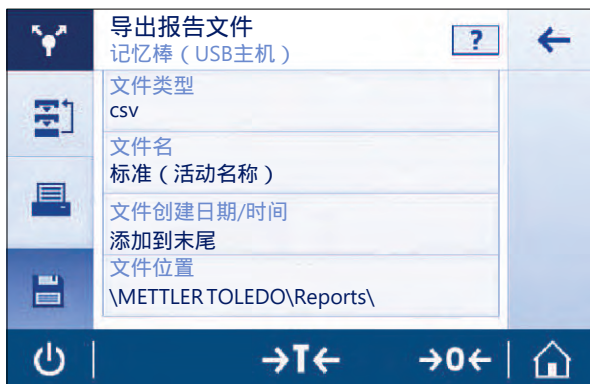 导出报告文件
记忆棒（USB主机）
?
文件类型
csv
文件名
标准（活动名称）
文件创建日期/时间
添加到末尾
文件位置
\METTLER TOLEDO\Reports\
→T← →0←